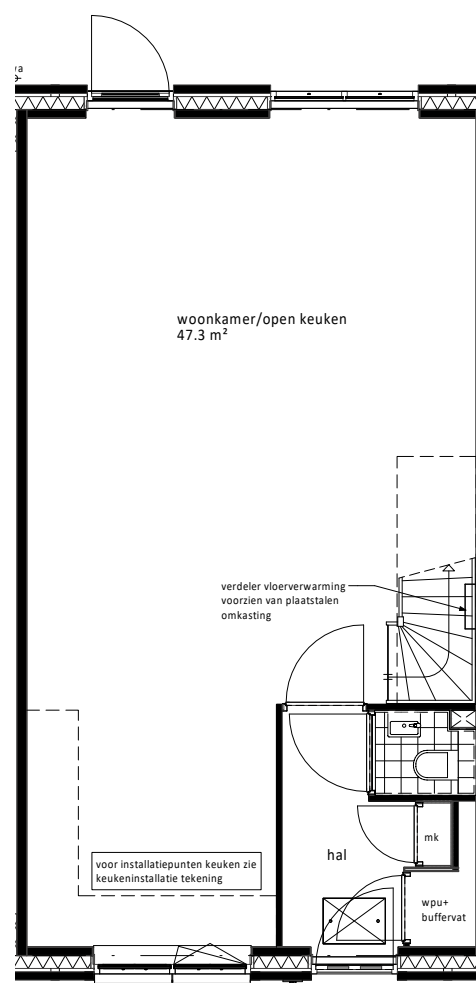 woonkamer/open keuken
47.3 m²
verdeler vloerverwarming
voorzien van plaatstalen
omkasting
voor installatiepunten keuken zie
keukeninstallatie tekening
hal
mk
wpu+
buffervat